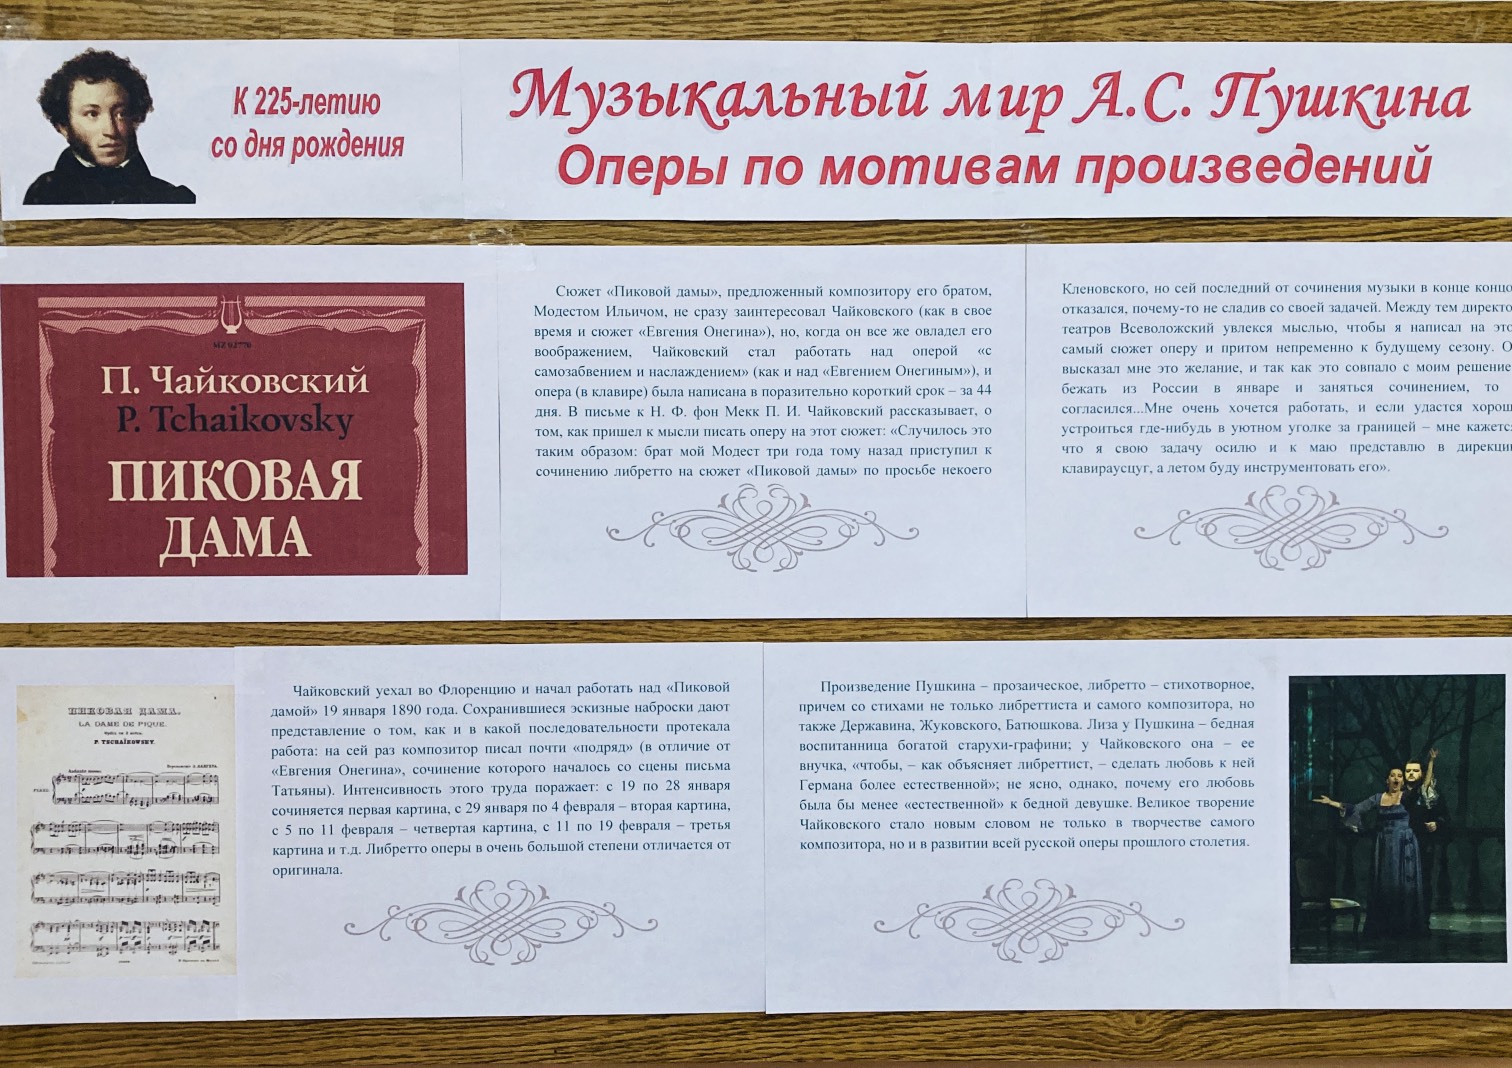 К 225-летию
со дня рождения
Музыкальный мир А.С. Пушкина
Оперы по мотивам произведений
П. Чайковский
P. Tchaikovsky
ПИКОВАЯ
ДАМА
Сюжет «Пиковой дамы», предложенный композитору его братом,
Модестом Ильичом, не сразу заинтересовал Чайковского (как в свое
время и сюжет «Евгения Онегина»), но, когда он все же овладел его
воображением, Чайковский стал работать над оперой «с
самозабвением и наслаждением» (как и над «Евгением Онегиным»), и
опера (в клавире) была написана в поразительно короткий срок – за 44
дня. В письме к Н. Ф. фон Мекк П. И. Чайковский рассказывает, о
том, как пришел к мысли писать оперу на этот сюжет: «Случилось это
таким образом: брат мой Модест три года тому назад приступил к
сочинению либретто на сюжет «Пиковой дамы» по просьбе некоего
Кленовского, но сей последний от сочинения музыки в конце концо
отказался, почему-то не сладив со своей задачей. Между тем директо
театров Всеволожский увлекся мыслью, чтобы я написал на это
самый сюжет оперу и притом непременно к будущему сезону. О
высказал мне это желание, и так как это совпало с моим решение
бежать из России в январе и заняться сочинением, то
согласился...Мне очень хочется работать, и если удастся хорош
устроиться где-нибудь в уютном уголке за границей – мне кажетс
что я свою задачу осилю и к маю представлю в дирекци
клавираусцуг, а летом буду инструментовать его».
ПИКОВАЯ ДАМА.
LA DAME DE PIQUE.
P. TSCHAÏKOWSKY.
PIANO
Чайковский уехал во Флоренцию и начал работать над «Пиковой
дамой» 19 января 1890 года. Сохранившиеся эскизные наброски дают
представление о том, как и в какой последовательности протекала
работа: на сей раз композитор писал почти «подряд» (в отличие от
«Евгения Онегина», сочинение которого началось со сцены письма
Татьяны). Интенсивность этого труда поражает: с 19 по 28 января
сочиняется первая картина, с 29 января по 4 февраля – вторая картина,
с 5 по 11 февраля – четвертая картина, с 11 по 19 февраля – третья
картина и т.д. Либретто оперы в очень большой степени отличается от
оригинала.
Произведение Пушкина – прозаическое, либретто – стихотворное,
причем со стихами не только либреттиста и самого композитора, но
также Державина, Жуковского, Батюшкова. Лиза у Пушкина – бедная
воспитанница богатой старухи-графини; у Чайковского она – ее
внучка, «чтобы, – как объясняет либреттист, – сделать любовь к ней
Германа более естественной»; не ясно, однако, почему его любовь
была бы менее «естественной» к бедной девушке. Великое творение
Чайковского стало новым словом не только в творчестве самого
композитора, но и в развитии всей русской оперы прошлого столетия.